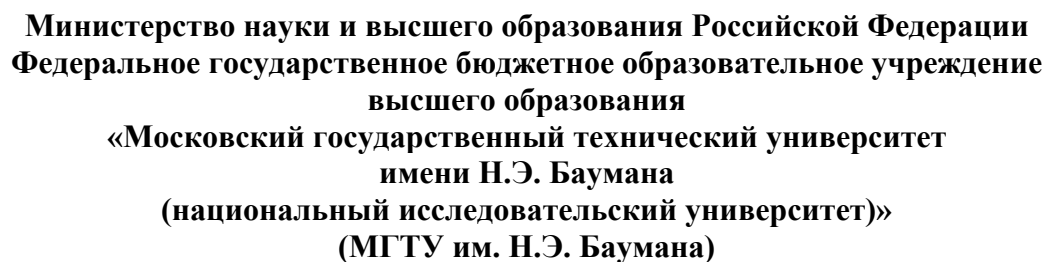 Министерство науки и высшего образования Российской Федерации
Федеральное государственное бюджетное образовательное учреждение
высшего образования
«Московский государственный технический университет
имени Н.Э. Баумана
(национальный исследовательский университет)»
(МГТУ им. Н.Э. Баумана)